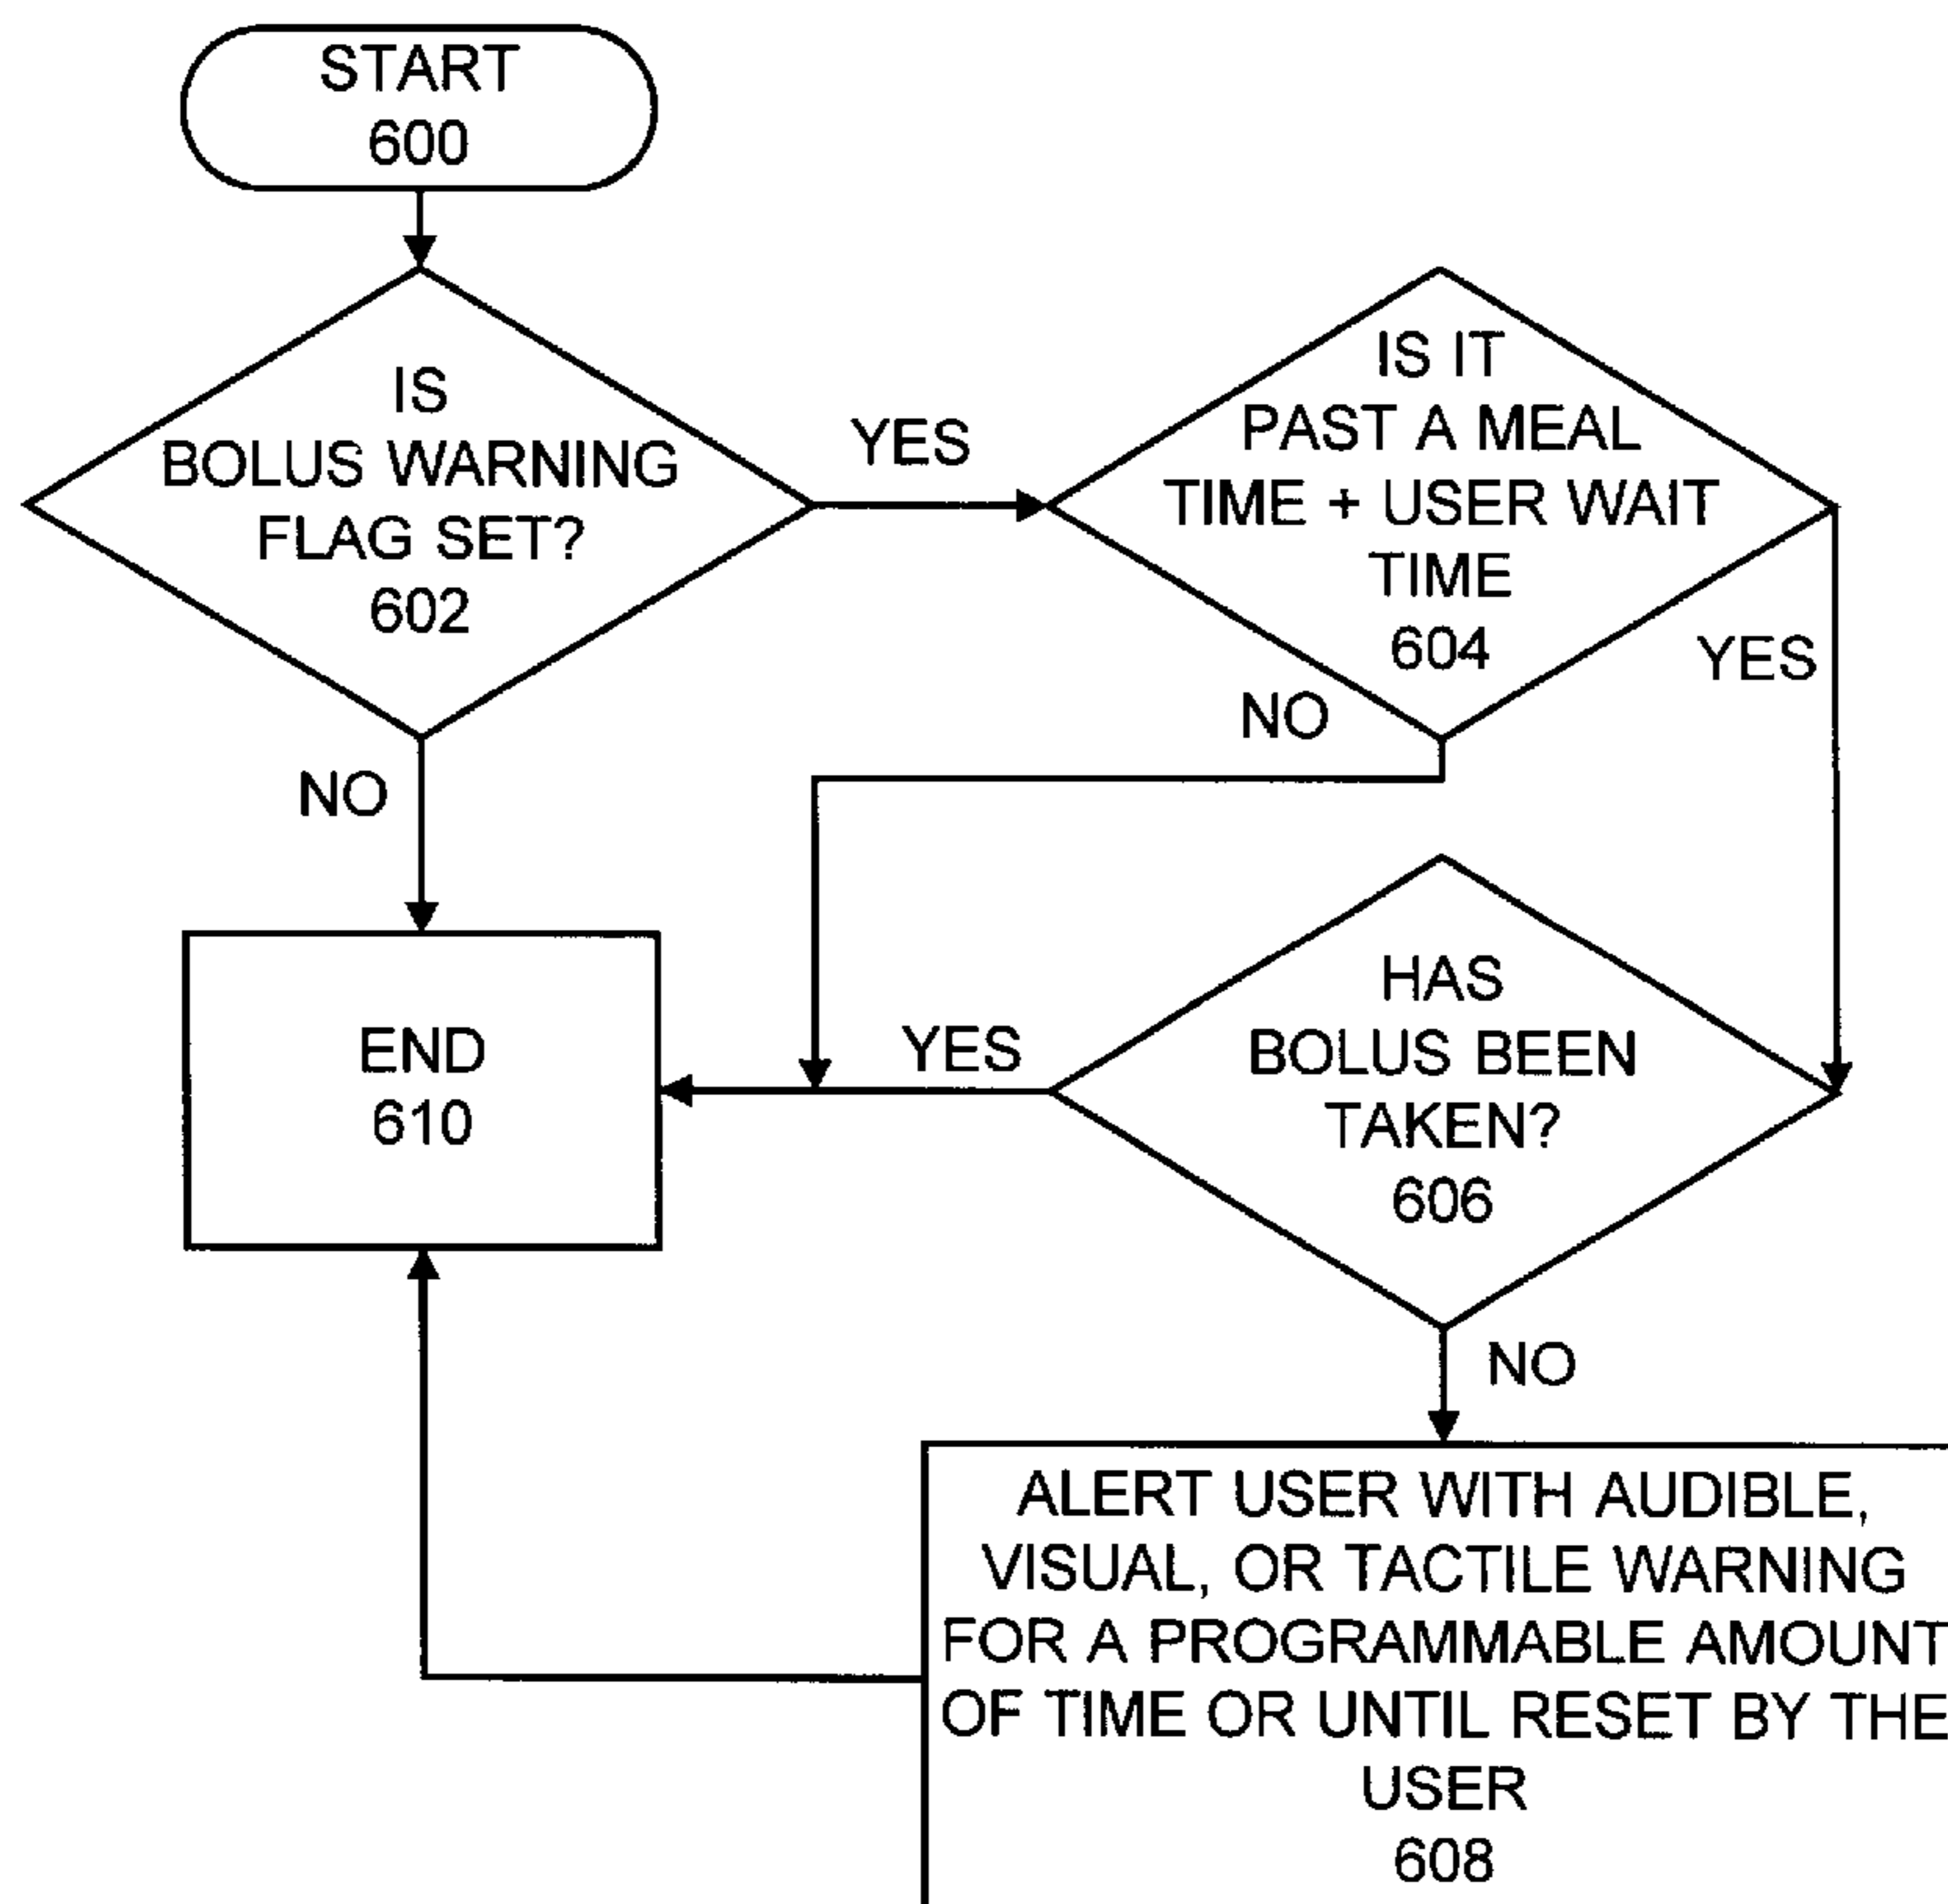 START
600
IS
BOLUS WARNING
FLAG SET?
602
YES
IS IT
PAST A MEAL
TIME + USER WAIT
TIME
604
YES
NO
NO
END
610
YES
HAS
BOLUS BEEN
TAKEN?
606
NO
ALERT USER WITH AUDIBLE,
VISUAL, OR TACTILE WARNING
FOR A PROGRAMMABLE AMOUNT
OF TIME OR UNTIL RESET BY THE
USER
608